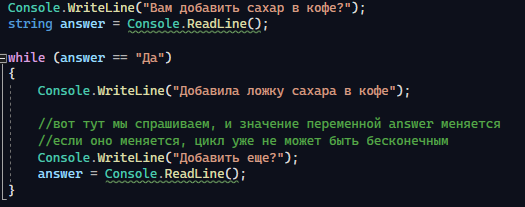 Console.WriteLine("Вам добавить сахар в кофе?");
string answer = Console.ReadLine();
while (answer == "Да")
{
Console.WriteLine("Добавила ложку сахара в кофе");
//вот тут мы спрашиваем, и значение переменной answer меняется
//если оно меняется, цикл уже не может быть бесконечным
Console.WriteLine("Добавить еще?");
answer = Console.ReadLine();
}